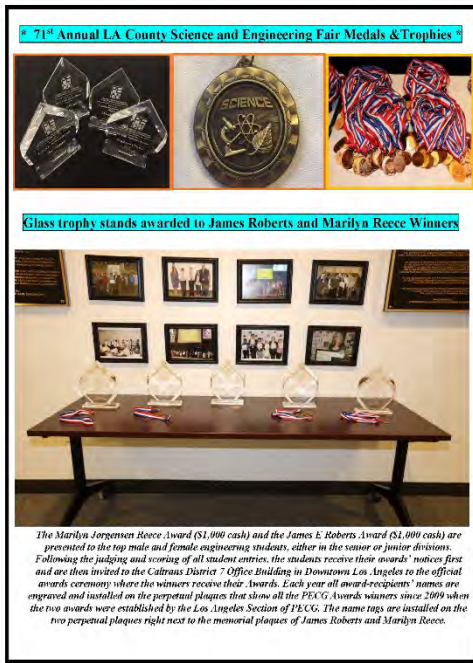 * 71st Annual LA County Science and Engineering Fair Medals &Trophies *
SCIENCE
Glass trophy stands awarded to James Roberts and Marilyn Reece Winners
The Marilyn Jorgensen Reece Award ($1,000 cash) and the James E Roberts Award ($1,000 cash) are
presented to the top male and female engineering students, either in the senior or junior divisions.
Following the judging and scoring of all student entries, the students receive their awards' notices first
and are then invited to the Caltrans District 7 Office Building in Downtown Los Angeles to the official
awards ceremony where the winners receive their Awards. Each year all award-recipients' names are
engraved and installed on the perpetual plaques that show all the PECG Awards winners since 2009 when
the two awards were established by the Los Angeles Section of PECG. The name tags are installed on the
two perpetual plaques right next to the memorial plaques of James Roberts and Marilyn Reece.